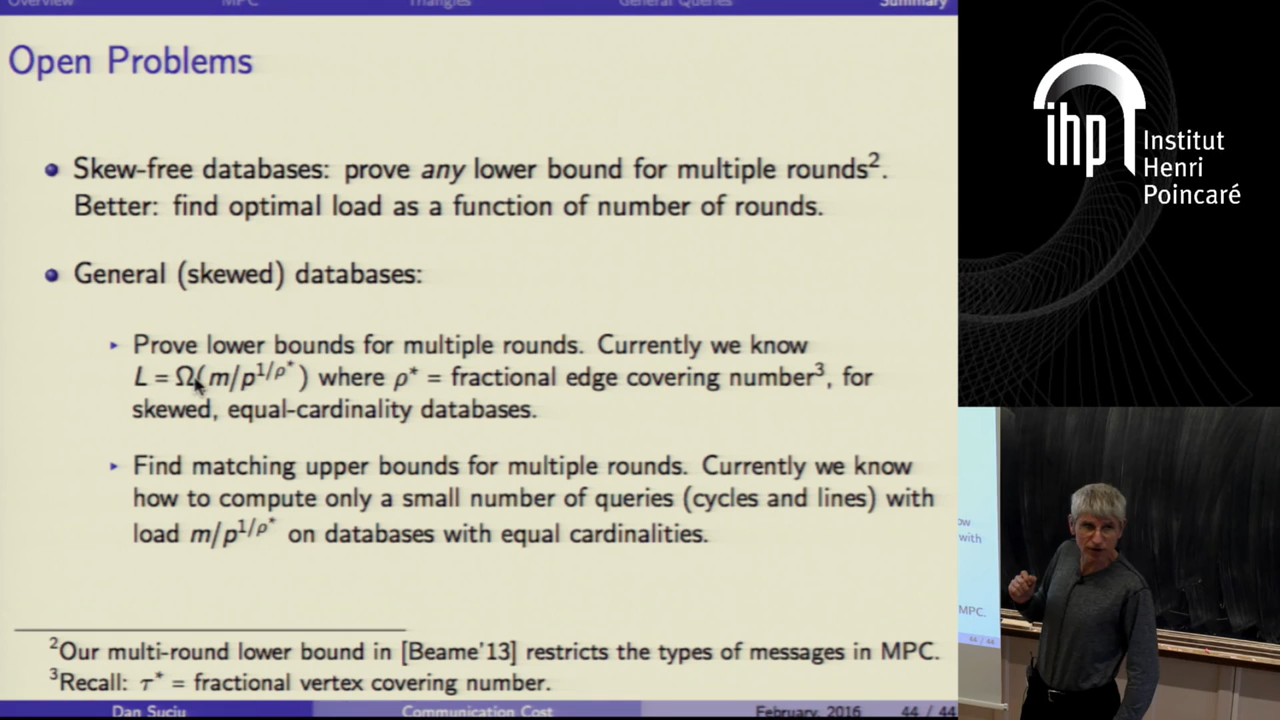 Overview MPC Triangles General Queries Summary
Open Problems
Skew-free databases: prove any lower bound for multiple rounds².
Better: find optimal load as a function of number of rounds.
General (skewed) databases:
Prove lower bounds for multiple rounds. Currently we know
L = Ω(m/p^{1/ρ*}) where ρ* = fractional edge covering number³, for
skewed, equal-cardinality databases.
Find matching upper bounds for multiple rounds. Currently we know
how to compute only a small number of queries (cycles and lines) with
load m/p^{1/ρ*} on databases with equal cardinalities.
²Our multi-round lower bound in [Beame'13] restricts the types of messages in MPC.
³Recall: τ* = fractional vertex covering number.
Dan Suciu Communication Cost February, 2016 44 / 44
ihp
Institut
Henri
Poincaré
ow
with
MPC.
44 / 44